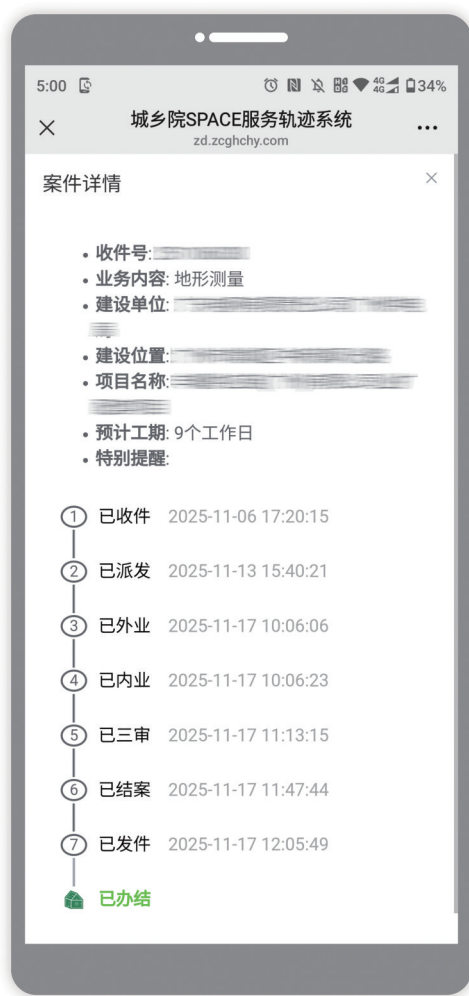 5:00
4G
4G
34%
城乡院SPACE服务轨迹系统
zd.zcghchy.com
案件详情
收件号:
业务内容: 地形测量
建设单位:
建设位置:
项目名称:
预计工期: 9个工作日
特别提醒:
1 已收件 2025-11-06 17:20:15
2 已派发 2025-11-13 15:40:21
3 已外业 2025-11-17 10:06:06
4 已内业 2025-11-17 10:06:23
5 已三审 2025-11-17 11:13:15
6 已结案 2025-11-17 11:47:44
7 已发件 2025-11-17 12:05:49
已办结